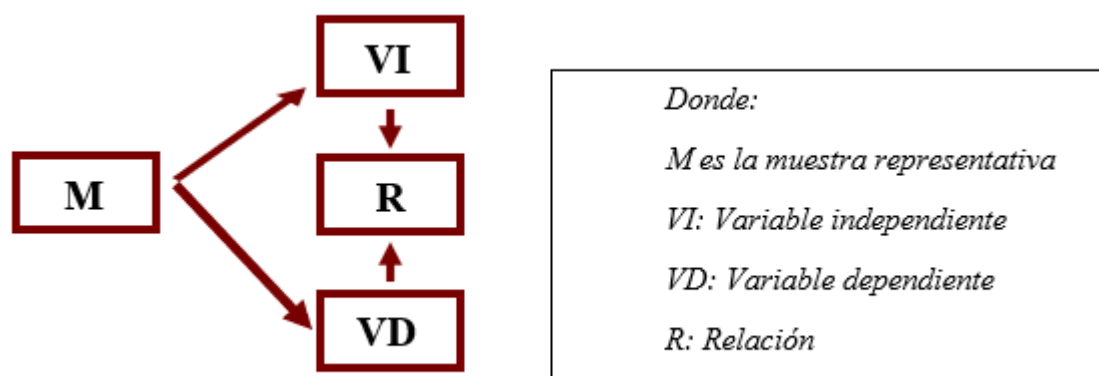 VI
M
R
VD
Donde:
M es la muestra representativa
VI: Variable independiente
VD: Variable dependiente
R: Relación